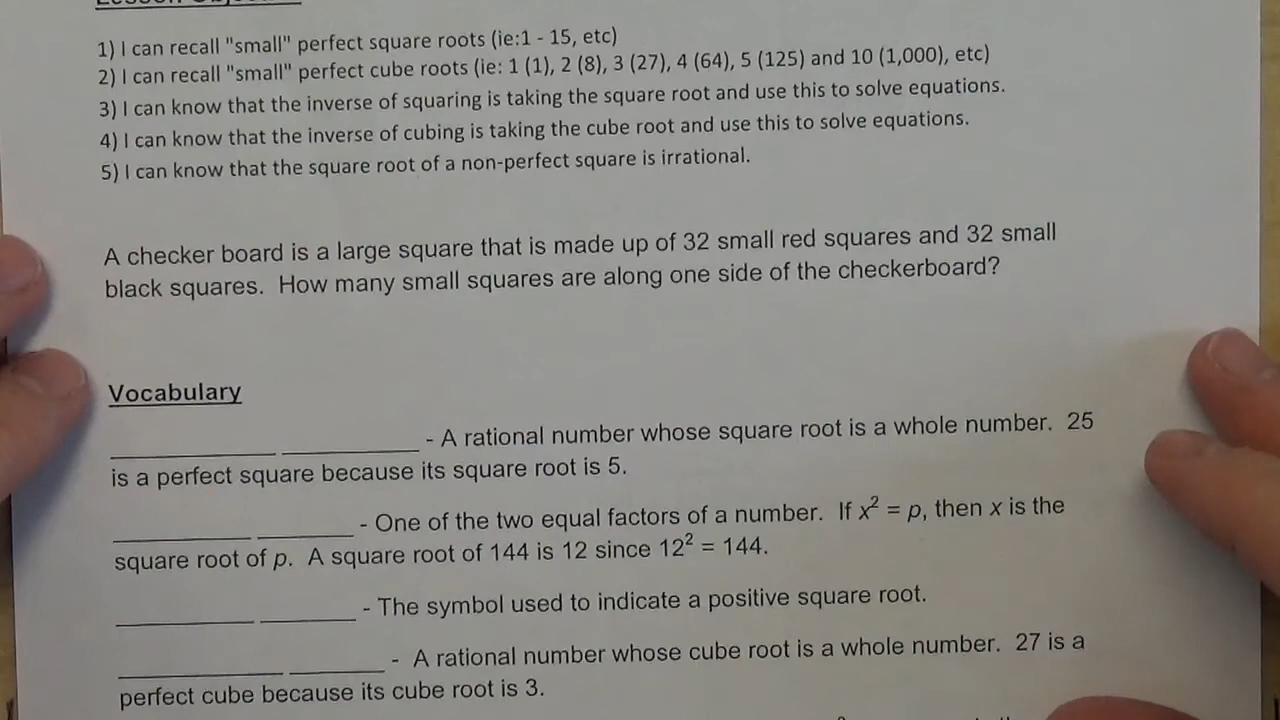 1) I can recall "small" perfect square roots (ie:1 - 15, etc)
2) I can recall "small" perfect cube roots (ie: 1 (1), 2 (8), 3 (27), 4 (64), 5 (125) and 10 (1,000), etc)
3) I can know that the inverse of squaring is taking the square root and use this to solve equations.
4) I can know that the inverse of cubing is taking the cube root and use this to solve equations.
5) I can know that the square root of a non-perfect square is irrational.
A checker board is a large square that is made up of 32 small red squares and 32 small
black squares.  How many small squares are along one side of the checkerboard?
Vocabulary
____________ __________ - A rational number whose square root is a whole number.  25
is a perfect square because its square root is 5.
__________ _______ - One of the two equal factors of a number.  If x² = p, then x is the
square root of p.  A square root of 144 is 12 since 12² = 144.
__________ _______ - The symbol used to indicate a positive square root.
____________ _______ -  A rational number whose cube root is a whole number.  27 is a
perfect cube because its cube root is 3.